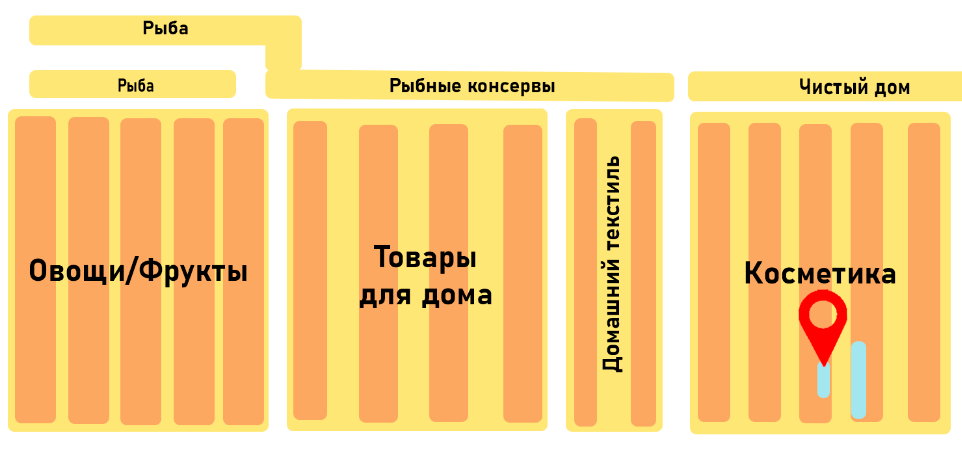 Рыба
Рыба
Рыбные консервы
Чистый дом
Овощи/Фрукты
Товары
для дома
Домашний текстиль
Косметика